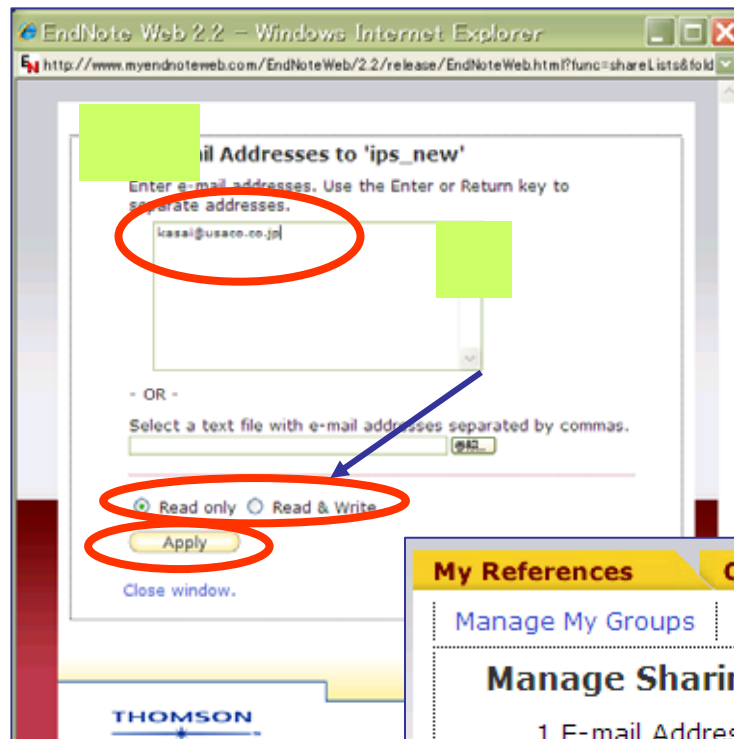 EndNote Web 2.2 - Windows Internet Explorer
http://www.myendnoteweb.com/EndNoteWeb/2.2/release/EndNoteWeb.html?func=shareLists&fold
il Addresses to 'ips_new'
Enter e-mail addresses. Use the Enter or Return key to
separate addresses.
kasai@usaco.co.jp
- OR -
Select a text file with e-mail addresses separated by commas.
参照...
Read only Read & Write
Apply
Close window.
THOMSON
My References
Manage My Groups
Manage Sharin
1 E-mail Addres